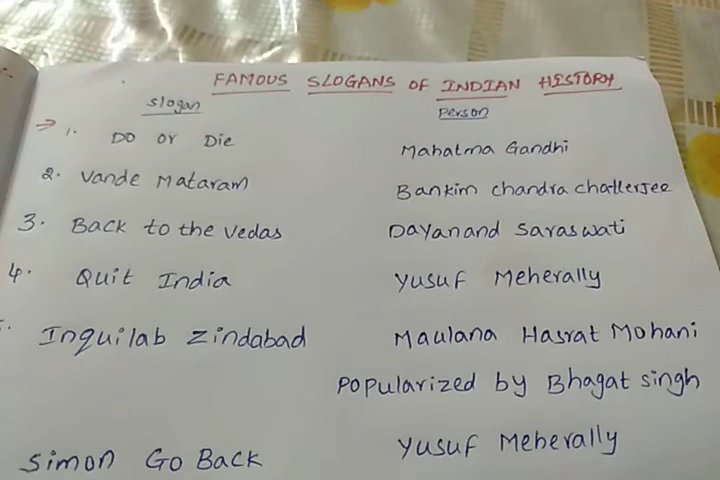 FAMOUS SLOGANS OF INDIAN HISTORY
Slogan Person
→ 1. DO or Die Mahatma Gandhi
2. Vande Mataram Bankim Chandra Chatterjee
3. Back to the Vedas Dayanand Saraswati
4. Quit India Yusuf Meherally
Inquilab Zindabad Maulana Hasrat Mohani
Popularized by Bhagat Singh
Simon Go Back Yusuf Meherally